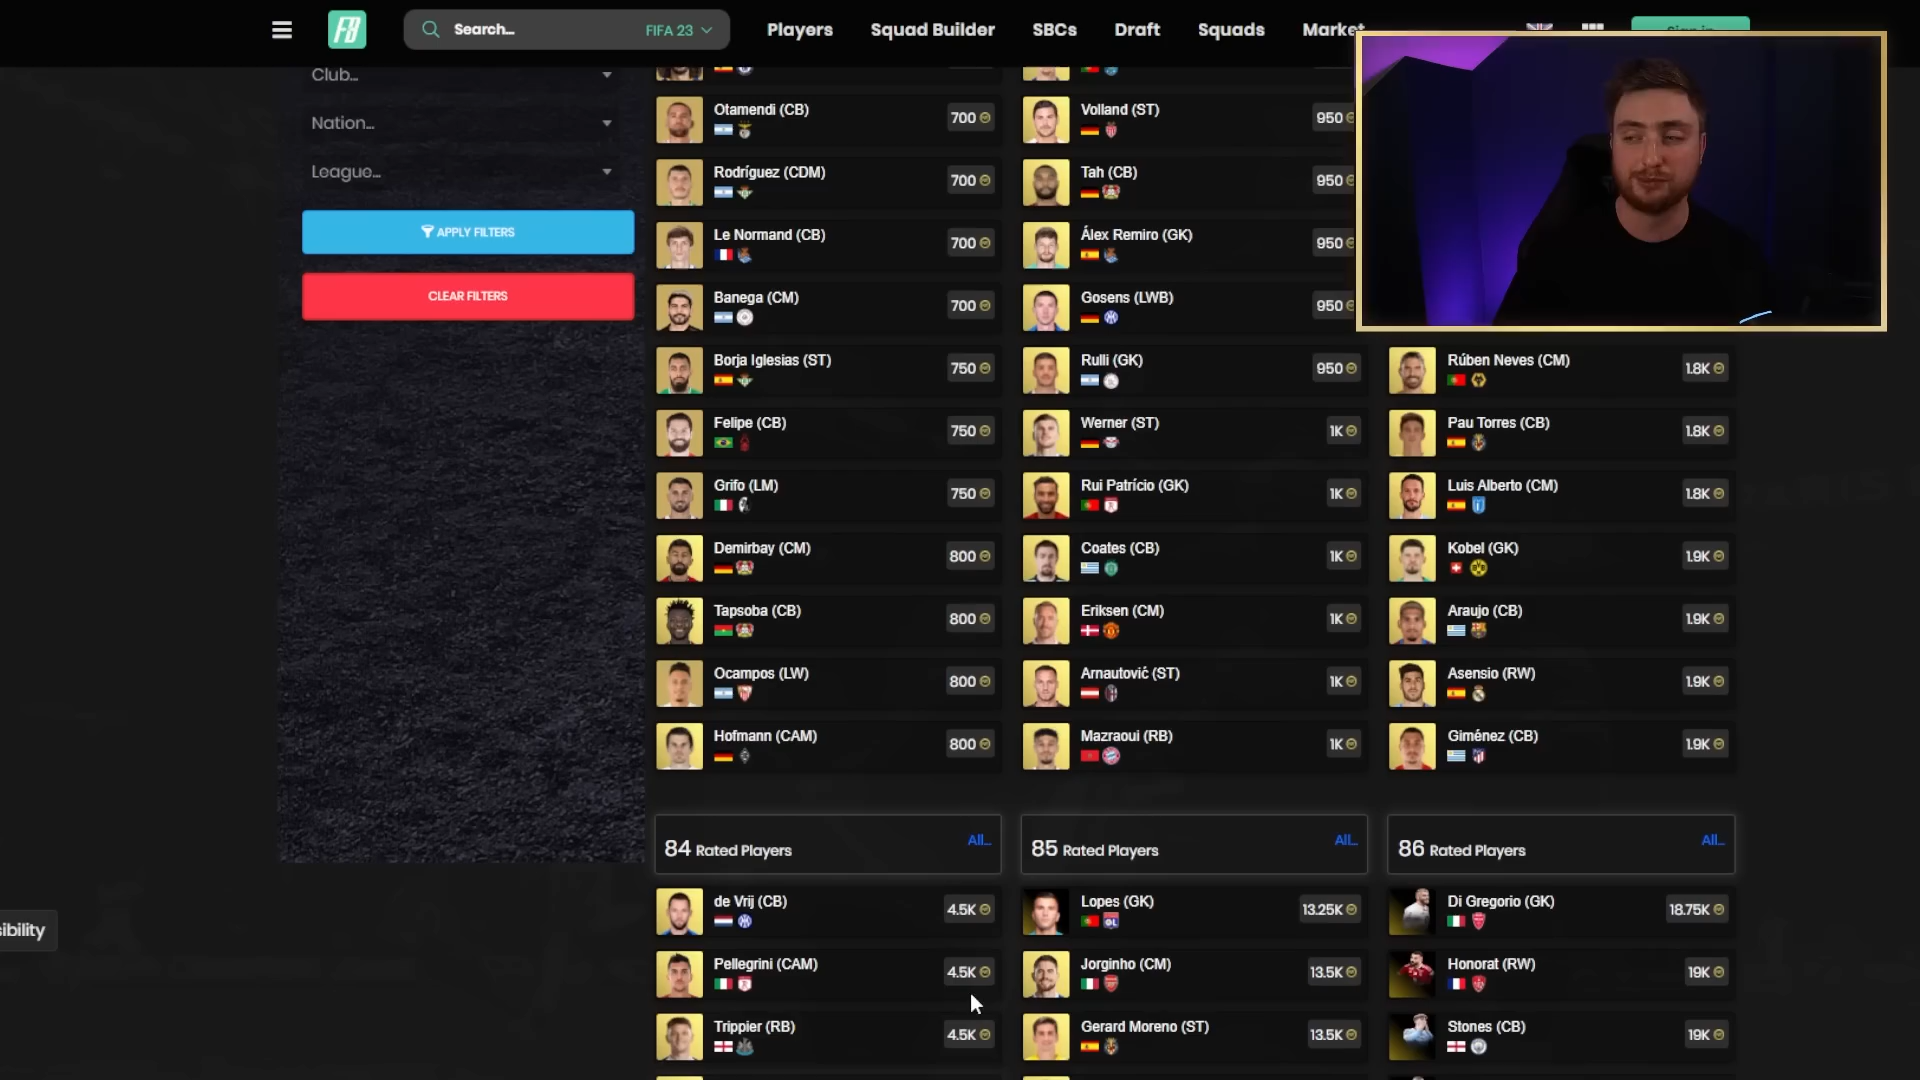 F8 Search... FIFA 23 Players Squad Builder SBCs Draft Squads Market
Club...
Nation...
League...
APPLY FILTERS
CLEAR FILTERS
sibility
Otamendi (CB) 700
Rodríguez (CDM) 700
Le Normand (CB) 700
Banega (CM) 700
Borja Iglesias (ST) 750
Felipe (CB) 750
Grifo (LM) 750
Demirbay (CM) 800
Tapsoba (CB) 800
Ocampos (LW) 800
Hofmann (CAM) 800
Volland (ST) 950
Tah (CB) 950
Álex Remiro (GK) 950
Gosens (LWB) 950
Rulli (GK) 950
Werner (ST) 1K
Rui Patrício (GK) 1K
Coates (CB) 1K
Eriksen (CM) 1K
Arnautović (ST) 1K
Mazraoui (RB) 1K
Rúben Neves (CM) 1.8K
Pau Torres (CB) 1.8K
Luis Alberto (CM) 1.8K
Kobel (GK) 1.9K
Araujo (CB) 1.9K
Asensio (RW) 1.9K
Giménez (CB) 1.9K
84 Rated Players All...
de Vrij (CB) 4.5K
Pellegrini (CAM) 4.5K
Trippier (RB) 4.5K
85 Rated Players All...
Lopes (GK) 13.25K
Jorginho (CM) 13.5K
Gerard Moreno (ST) 13.5K
86 Rated Players All...
Di Gregorio (GK) 18.75K
Honorat (RW) 19K
Stones (CB) 19K